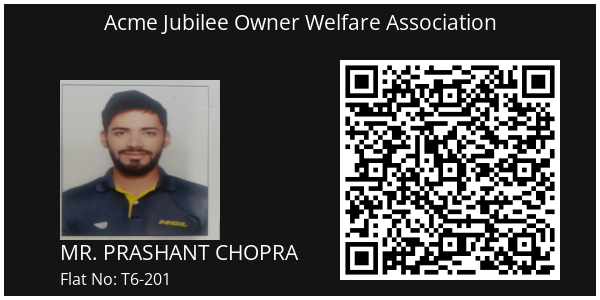 Acme Jubilee Owner Welfare Association
MR. PRASHANT CHOPRA
Flat No: T6-201